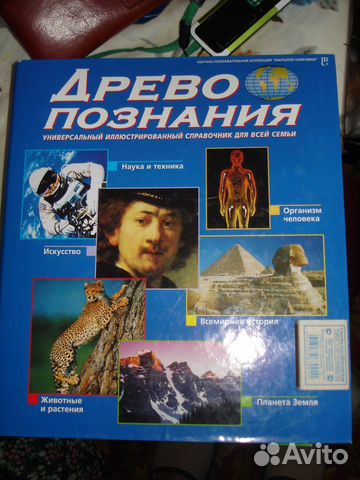 НАУЧНО-ПОЗНАВАТЕЛЬНАЯ КОЛЛЕКЦИЯ "МАРШАЛЛ КАВЕНДИШ"
ДРЕВО
ПОЗНАНИЯ
УНИВЕРСАЛЬНЫЙ ИЛЛЮСТРИРОВАННЫЙ СПРАВОЧНИК ДЛЯ ВСЕЙ СЕМЬИ
Наука и техника
Организм
человека
Искусство
Всемирная история
Животные
и растения
Планета Земля
Avito